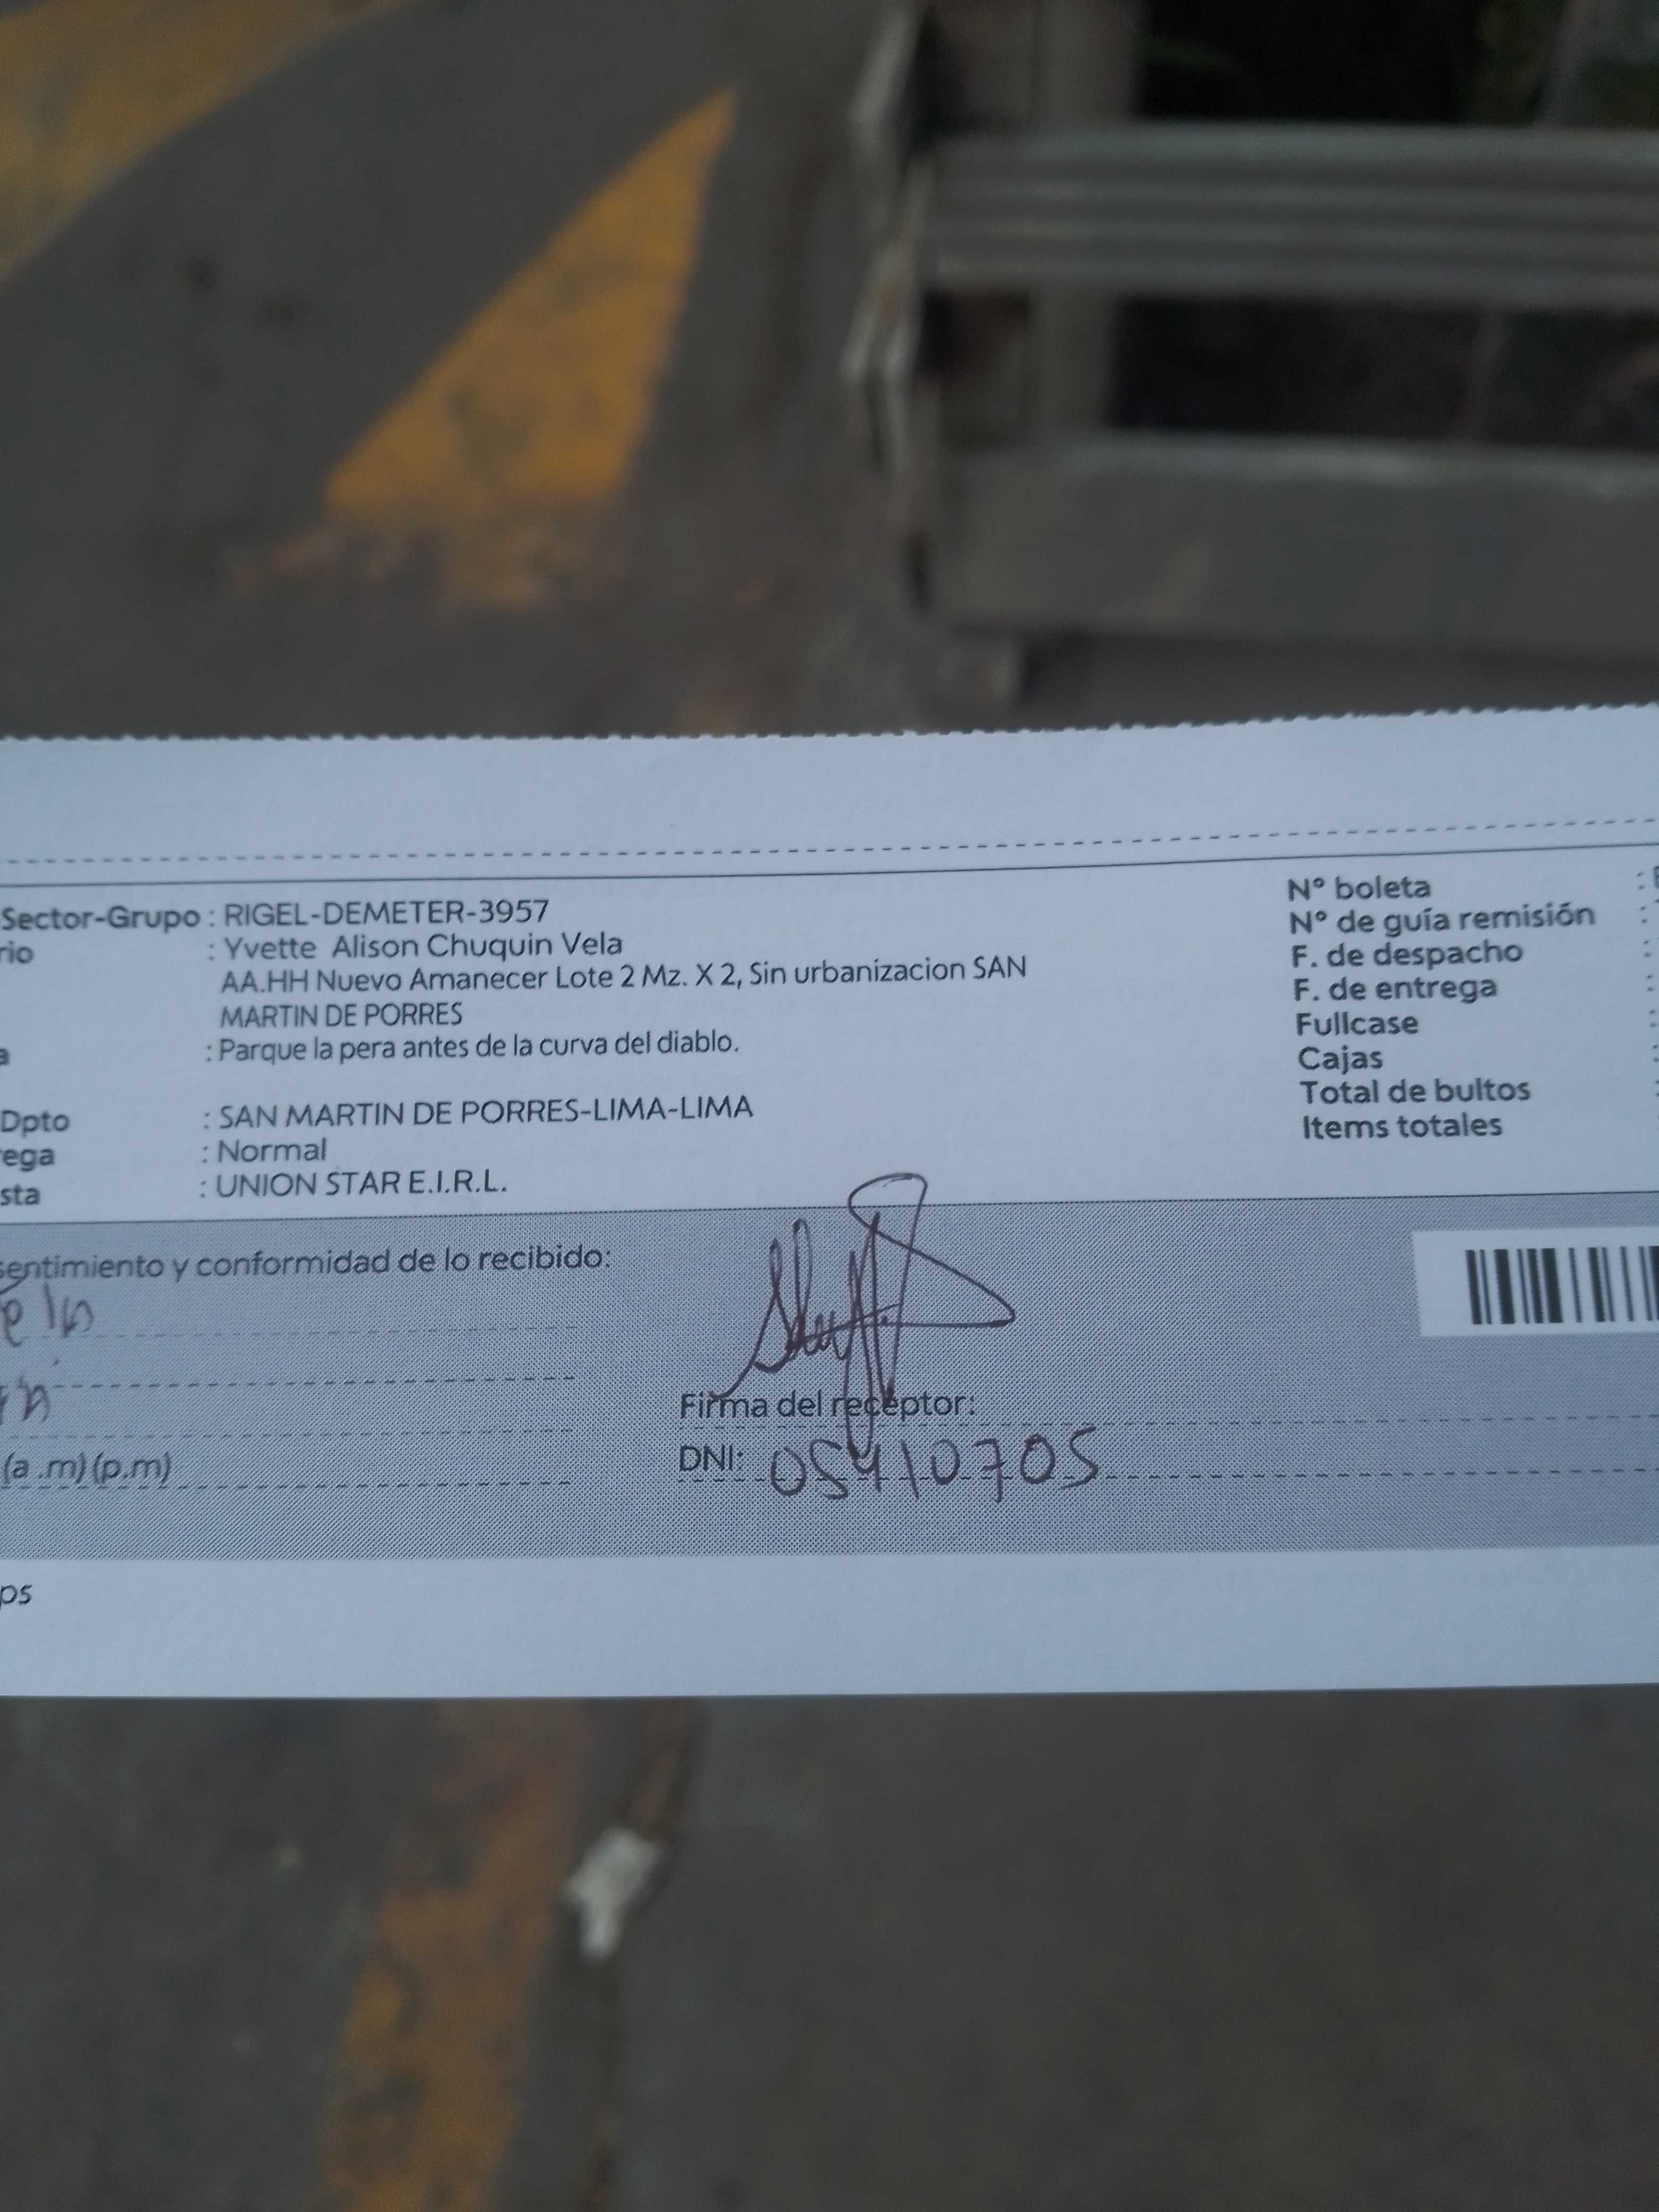 Sector-Grupo : RIGEL-DEMETER-3957
rio : Yvette Alison Chuquin Vela
AA.HH Nuevo Amanecer Lote 2 Mz. X 2, Sin urbanizacion SAN
MARTIN DE PORRES
a : Parque la pera antes de la curva del diablo.
Dpto : SAN MARTIN DE PORRES-LIMA-LIMA
ega : Normal
sta : UNION STAR E.I.R.L.
N° boleta :
N° de guía remisión :
F. de despacho :
F. de entrega :
Fullcase :
Cajas :
Total de bultos :
Items totales
sentimiento y conformidad de lo recibido:
Firma del receptor:
(a .m) (p.m)
DNI: 05410705
ps